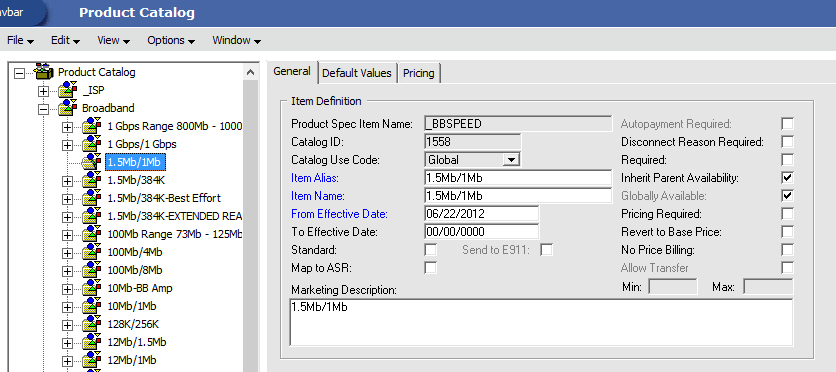 avbar Product Catalog
File Edit View Options Window
Product Catalog
_ISP
Broadband
1 Gbps Range 800Mb - 1000
1 Gbps/1 Gbps
1.5Mb/1Mb
1.5Mb/384K
1.5Mb/384K-Best Effort
1.5Mb/384K-EXTENDED REA
100Mb Range 73Mb - 125Mb
100Mb/4Mb
100Mb/8Mb
10Mb-BB Amp
10Mb/1Mb
128K/256K
12Mb/1.5Mb
12Mb/1Mb
General Default Values Pricing
Item Definition
Product Spec Item Name: _BBSPEED
Catalog ID: 1558
Catalog Use Code: Global
Item Alias: 1.5Mb/1Mb
Item Name: 1.5Mb/1Mb
From Effective Date: 06/22/2012
To Effective Date: 00/00/0000
Standard: Send to E911:
Map to ASR:
Autopayment Required:
Disconnect Reason Required:
Required:
Inherit Parent Availability:
Globally Available:
Pricing Required:
Revert to Base Price:
No Price Billing:
Allow Transfer
Min: Max:
Marketing Description:
1.5Mb/1Mb